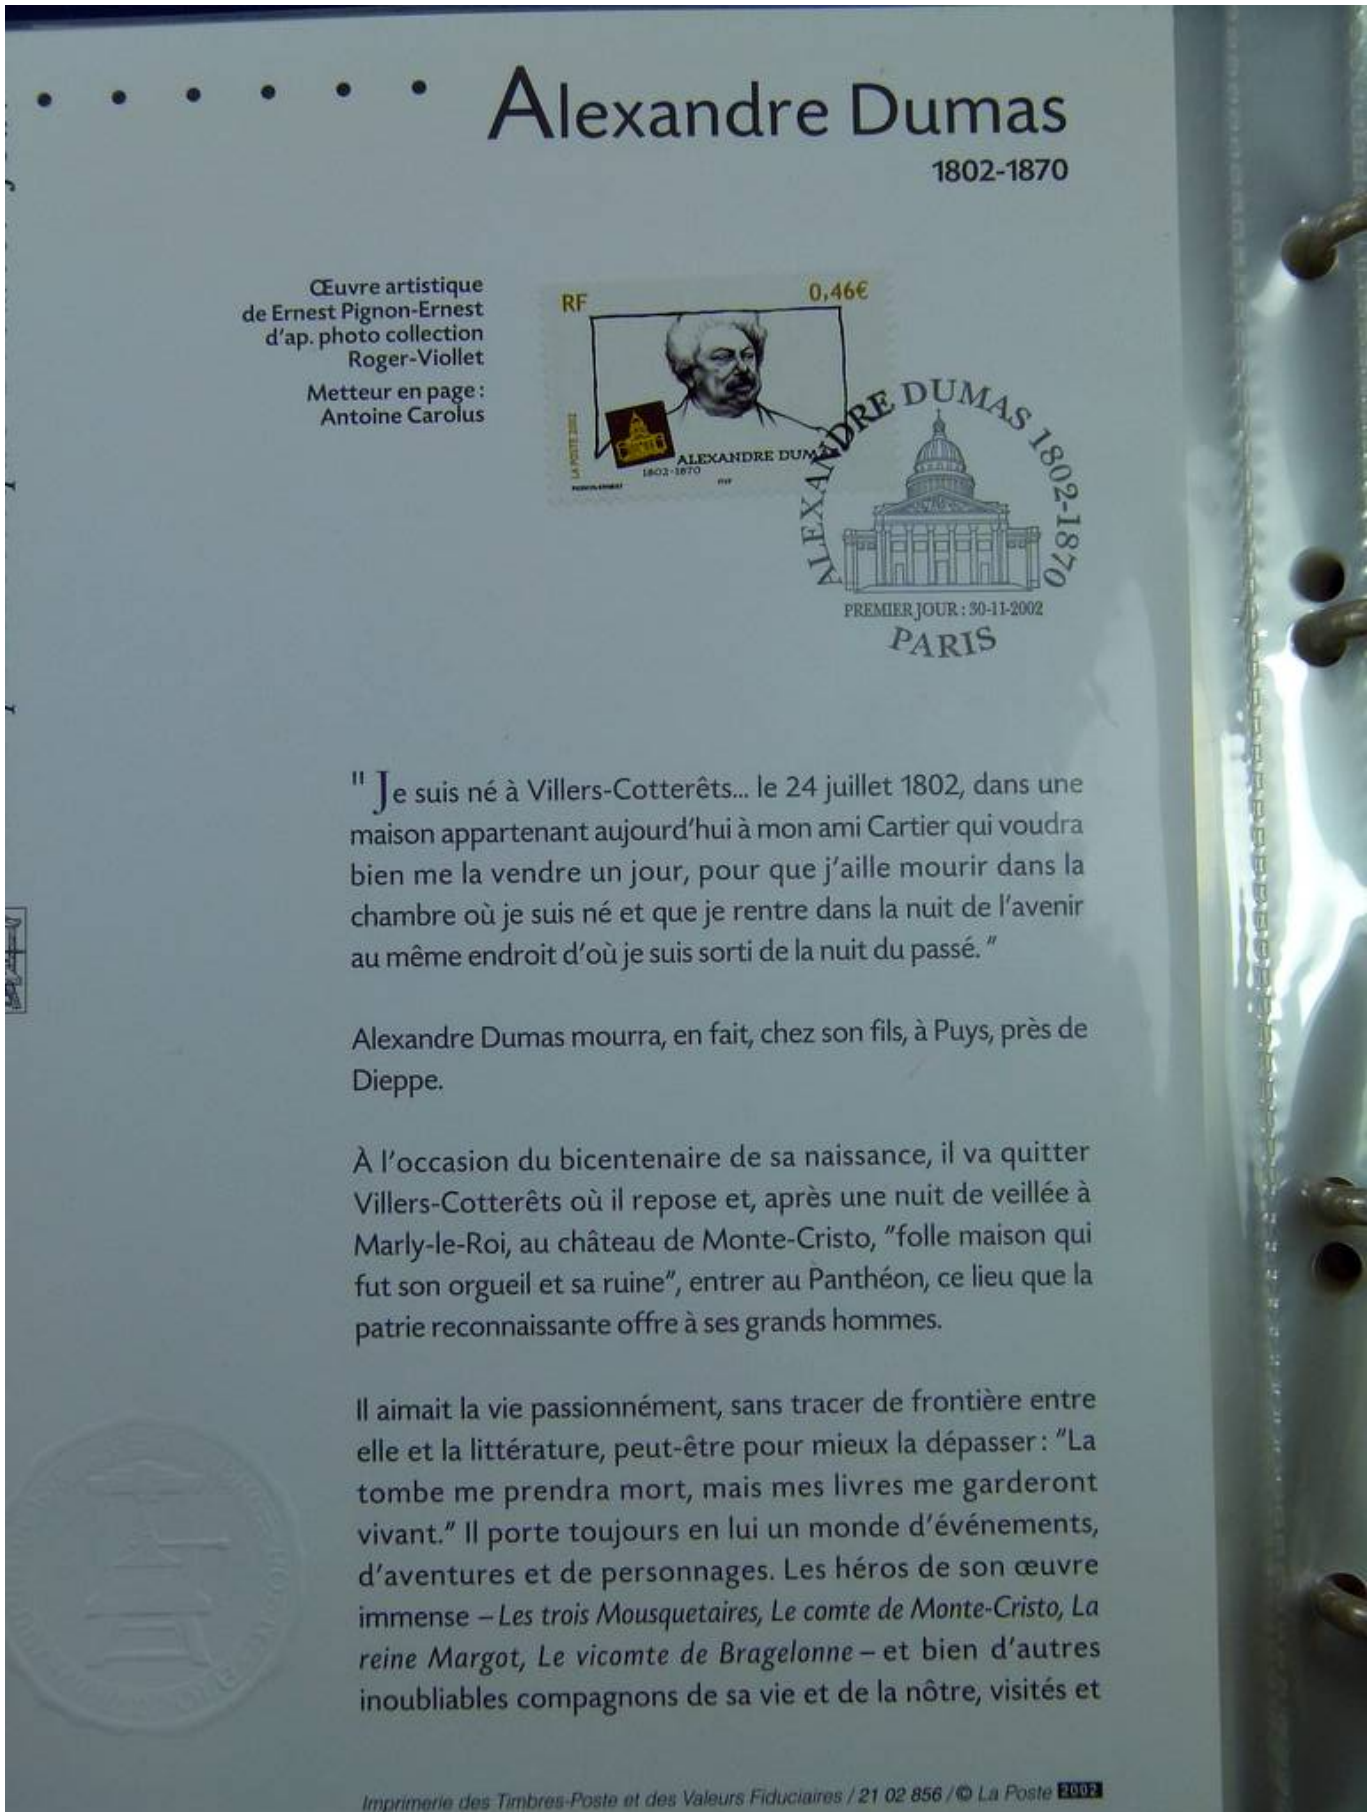 Alexandre Dumas
1802-1870
Œuvre artistique
de Ernest Pignon-Ernest
d'ap. photo collection
Roger-Viollet
Metteur en page :
Antoine Carolus
RF
0,46€
LA POSTE 2002
ALEXANDRE DUMAS
1802-1870
ALEXANDRE DUMAS 1802-1870
PREMIER JOUR : 30-11-2002
PARIS
" Je suis né à Villers-Cotterêts... le 24 juillet 1802, dans une
maison appartenant aujourd'hui à mon ami Cartier qui voudra
bien me la vendre un jour, pour que j'aille mourir dans la
chambre où je suis né et que je rentre dans la nuit de l'avenir
au même endroit d'où je suis sorti de la nuit du passé. "
Alexandre Dumas mourra, en fait, chez son fils, à Puys, près de
Dieppe.
À l'occasion du bicentenaire de sa naissance, il va quitter
Villers-Cotterêts où il repose et, après une nuit de veillée à
Marly-le-Roi, au château de Monte-Cristo, "folle maison qui
fut son orgueil et sa ruine", entrer au Panthéon, ce lieu que la
patrie reconnaissante offre à ses grands hommes.
Il aimait la vie passionnément, sans tracer de frontière entre
elle et la littérature, peut-être pour mieux la dépasser : "La
tombe me prendra mort, mais mes livres me garderont
vivant." Il porte toujours en lui un monde d'événements,
d'aventures et de personnages. Les héros de son œuvre
immense – Les trois Mousquetaires, Le comte de Monte-Cristo, La
reine Margot, Le vicomte de Bragelonne – et bien d'autres
inoubliables compagnons de sa vie et de la nôtre, visités et
Imprimerie des Timbres-Poste et des Valeurs Fiduciaires / 21 02 856 / © La Poste 2002